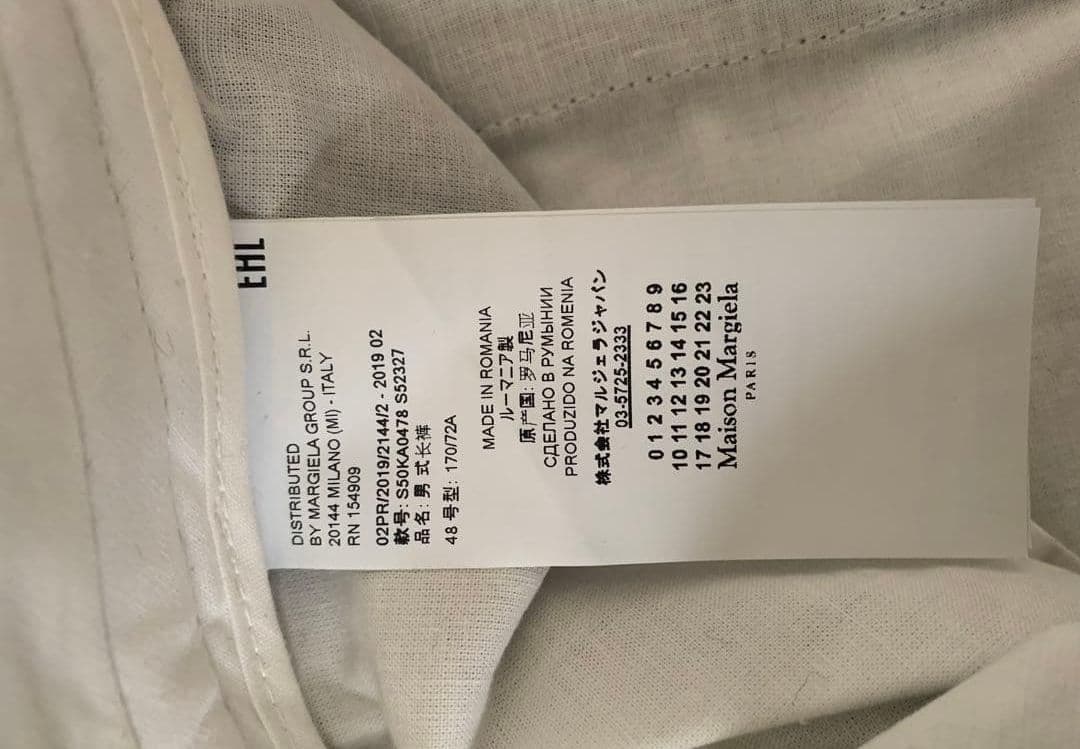 EAC
DISTRIBUTED
BY MARGIELA GROUP S.R.L.
20144 MILANO (MI) - ITALY
RN 154909
02PR/2019/2144/2 - 2019 02
款号: S50KA0478 S52327
品名: 男 式长裤
48 号型: 170/72A
MADE IN ROMANIA
ルーマニア製
原产国: 罗马尼亚
СДЕЛАНО В РУМЫНИИ
PRODUZIDO NA ROMENIA
株式会社マルジェラジャパン
03-5725-2333
0 1 2 3 4 5 6 7 8 9
10 11 12 13 14 15 16
17 18 19 20 21 22 23
Maison Margiela
PARIS